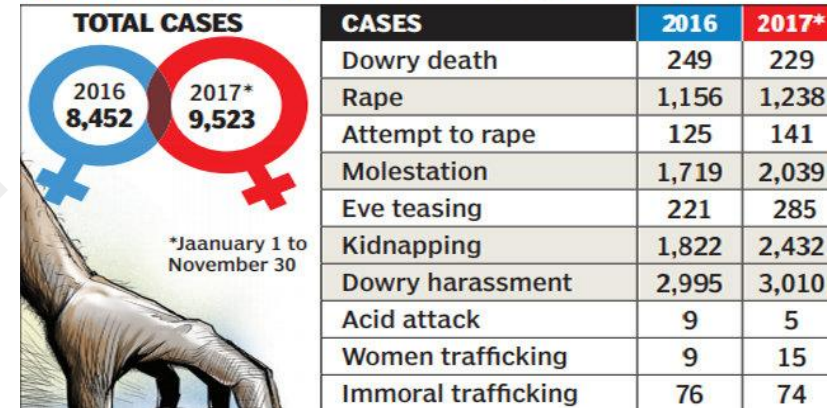 TOTAL CASES
2016
8,452
2017*
9,523
*Jaanuary 1 to
November 30
CASES 2016 2017*
Dowry death 249 229
Rape 1,156 1,238
Attempt to rape 125 141
Molestation 1,719 2,039
Eve teasing 221 285
Kidnapping 1,822 2,432
Dowry harassment 2,995 3,010
Acid attack 9 5
Women trafficking 9 15
Immoral trafficking 76 74